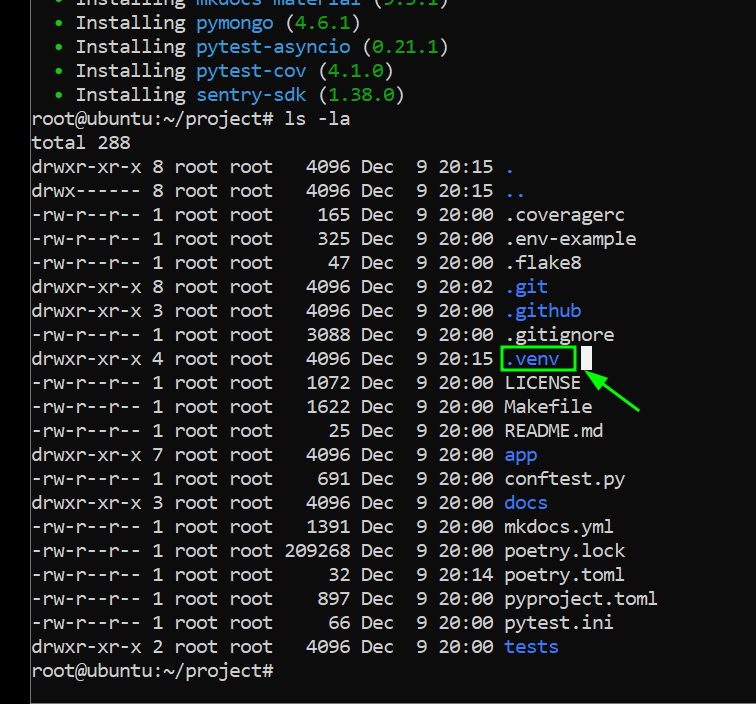 • Installing mkdocs-material (9.5.1)
• Installing pymongo (4.6.1)
• Installing pytest-asyncio (0.21.1)
• Installing pytest-cov (4.1.0)
• Installing sentry-sdk (1.38.0)
root@ubuntu:~/project# ls -la
total 288
drwxr-xr-x 8 root root   4096 Dec  9 20:15 .
drwx------ 8 root root   4096 Dec  9 20:15 ..
-rw-r--r-- 1 root root    165 Dec  9 20:00 .coveragerc
-rw-r--r-- 1 root root    325 Dec  9 20:00 .env-example
-rw-r--r-- 1 root root     47 Dec  9 20:00 .flake8
drwxr-xr-x 8 root root   4096 Dec  9 20:02 .git
drwxr-xr-x 3 root root   4096 Dec  9 20:00 .github
-rw-r--r-- 1 root root   3088 Dec  9 20:00 .gitignore
drwxr-xr-x 4 root root   4096 Dec  9 20:15 .venv
-rw-r--r-- 1 root root   1072 Dec  9 20:00 LICENSE
-rw-r--r-- 1 root root   1622 Dec  9 20:00 Makefile
-rw-r--r-- 1 root root     25 Dec  9 20:00 README.md
drwxr-xr-x 7 root root   4096 Dec  9 20:00 app
-rw-r--r-- 1 root root    691 Dec  9 20:00 conftest.py
drwxr-xr-x 3 root root   4096 Dec  9 20:00 docs
-rw-r--r-- 1 root root   1391 Dec  9 20:00 mkdocs.yml
-rw-r--r-- 1 root root 209268 Dec  9 20:00 poetry.lock
-rw-r--r-- 1 root root     32 Dec  9 20:14 poetry.toml
-rw-r--r-- 1 root root    897 Dec  9 20:00 pyproject.toml
-rw-r--r-- 1 root root     66 Dec  9 20:00 pytest.ini
drwxr-xr-x 2 root root   4096 Dec  9 20:00 tests
root@ubuntu:~/project#